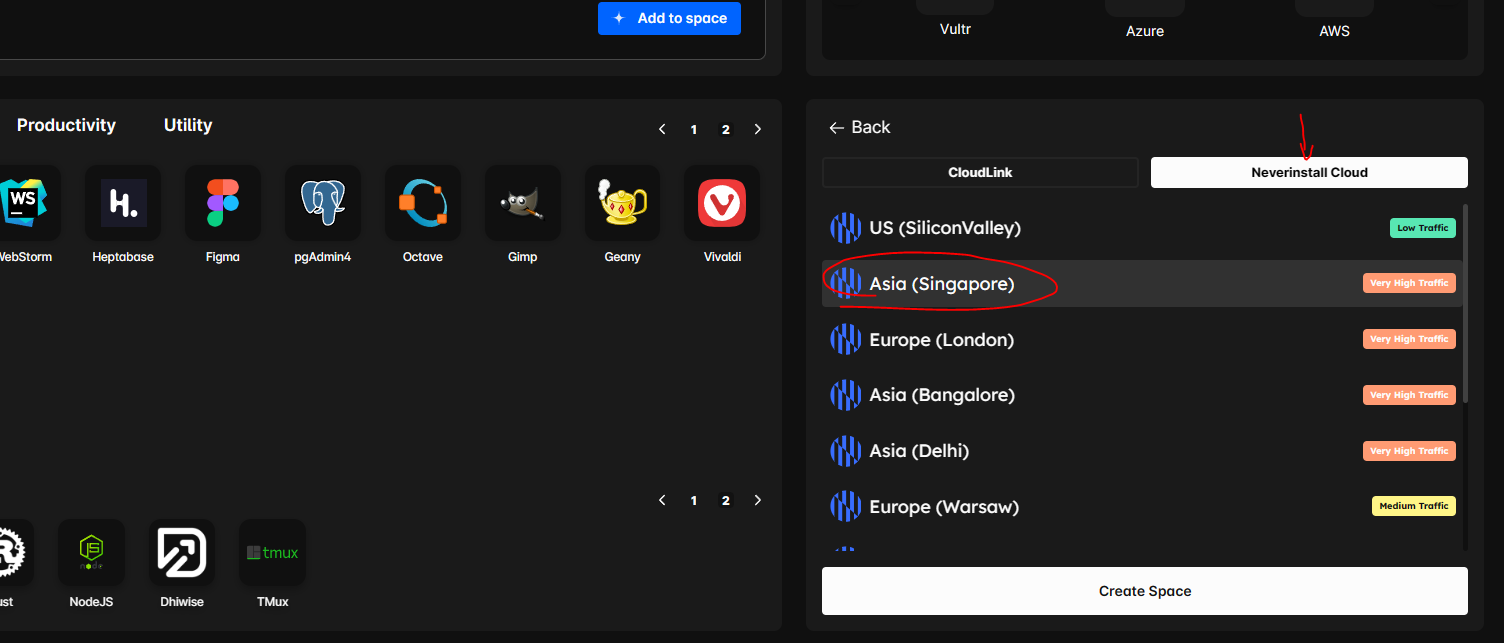 Add to space
Vultr
Azure
AWS
Productivity
Utility
1
2
WS
WebStorm
h.
Heptabase
Figma
pgAdmin4
Octave
Gimp
Geany
Vivaldi
1
2
R
ust
JS
node
NodeJS
Dhiwise
tmux
TMux
Back
CloudLink
Neverinstall Cloud
US (SiliconValley)
Low Traffic
Asia (Singapore)
Very High Traffic
Europe (London)
Very High Traffic
Asia (Bangalore)
Very High Traffic
Asia (Delhi)
Very High Traffic
Europe (Warsaw)
Medium Traffic
Create Space